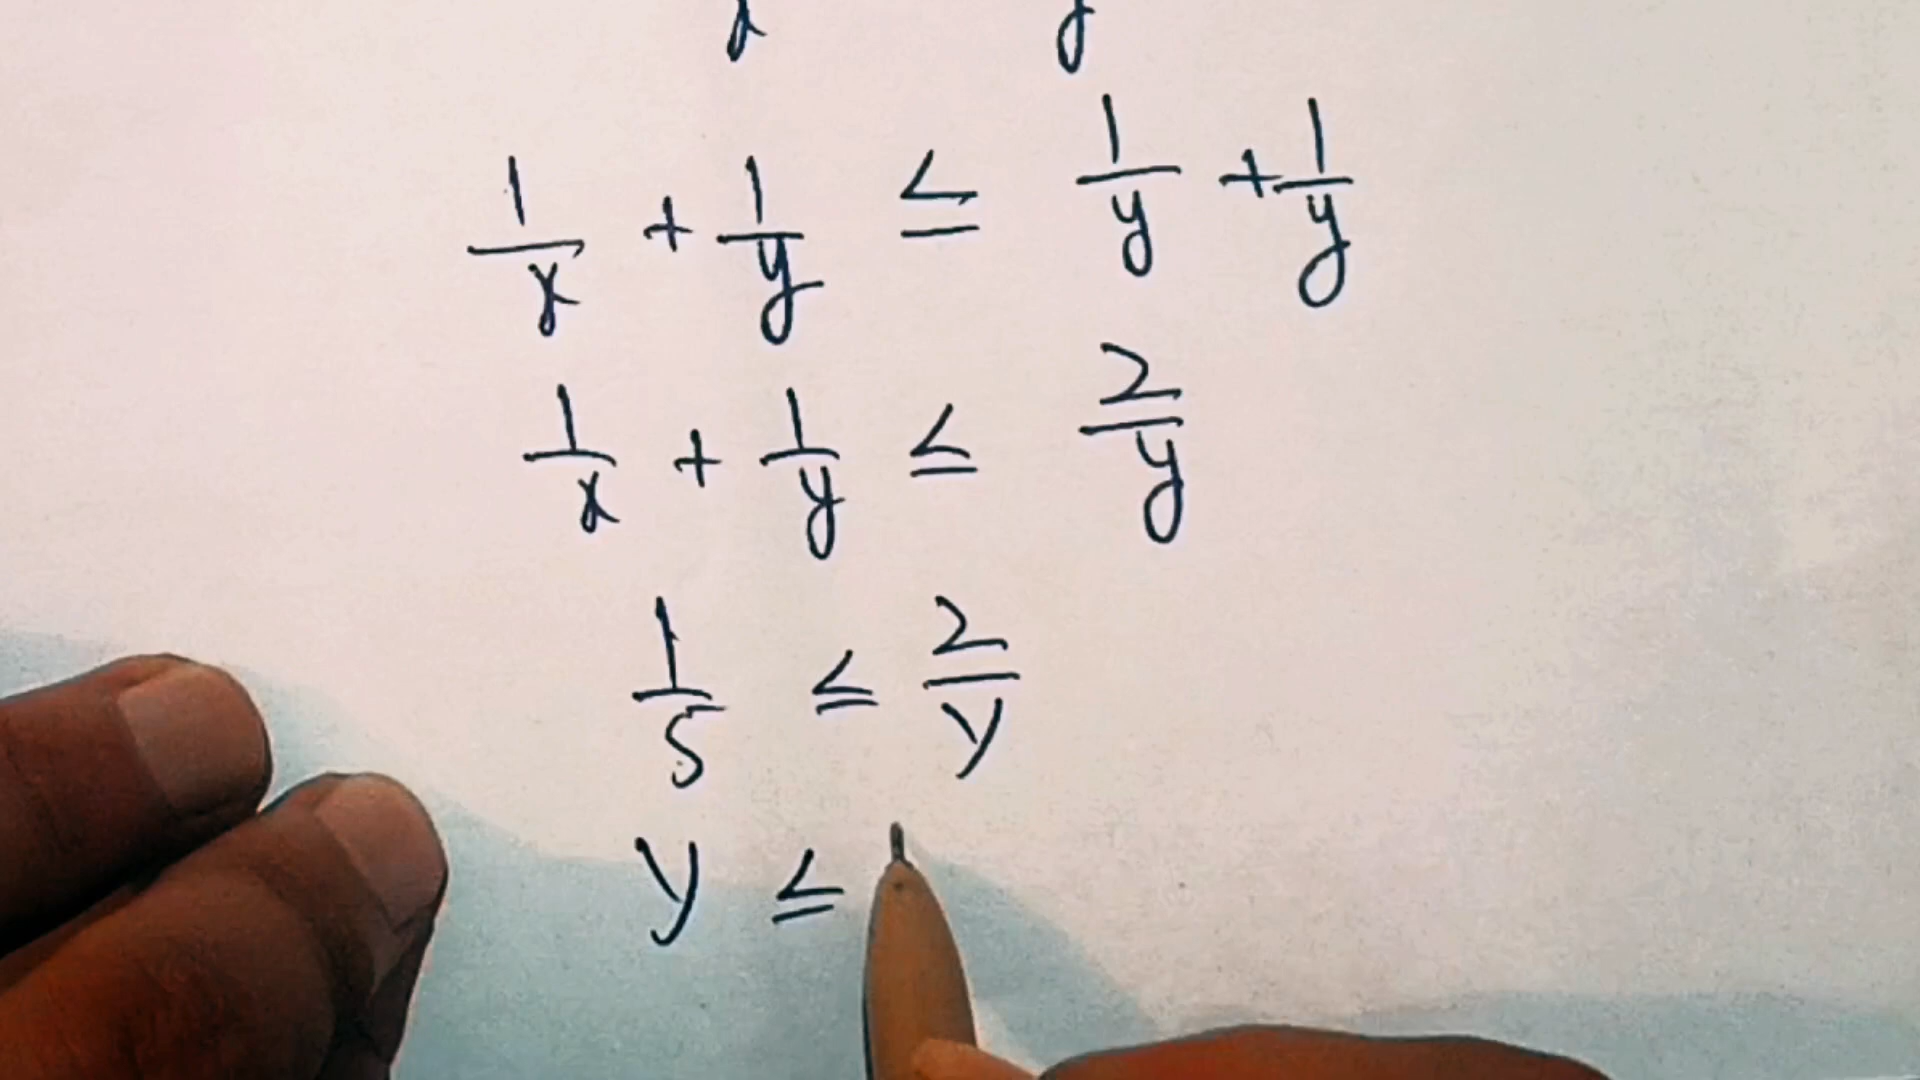 x y
1/x + 1/y ≤ 1/y + 1/y
1/x + 1/y ≤ 2/y
1/5 ≤ 2/y
y ≤